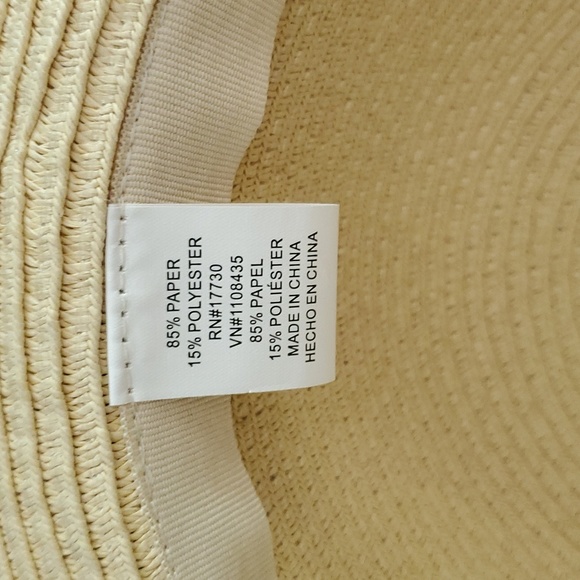 85% PAPER
15% POLYESTER
RN#17730
VN#1108435
85% PAPEL
15% POLIÉSTER
MADE IN CHINA
HECHO EN CHINA